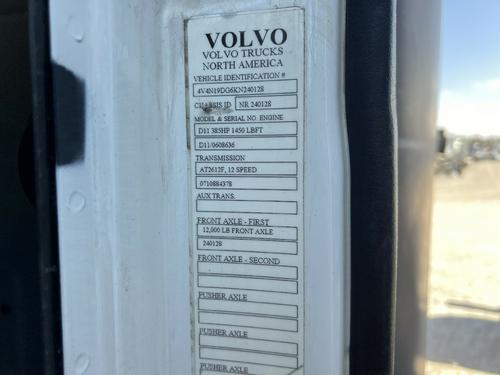 VOLVO
VOLVO TRUCKS
NORTH AMERICA
VEHICLE IDENTIFICATION #
4V4N19DG6KN240128
CHASSIS ID NR 240128
MODEL & SERIAL NO. ENGINE
D11 385HP 1450 LBFT
D11/0608636
TRANSMISSION
AT2612F, 12 SPEED
0710884378
AUX TRANS.
FRONT AXLE - FIRST
12,000 LB FRONT AXLE
240128
FRONT AXLE - SECOND
PUSHER AXLE
PUSHER AXLE
PUSHER AXLE